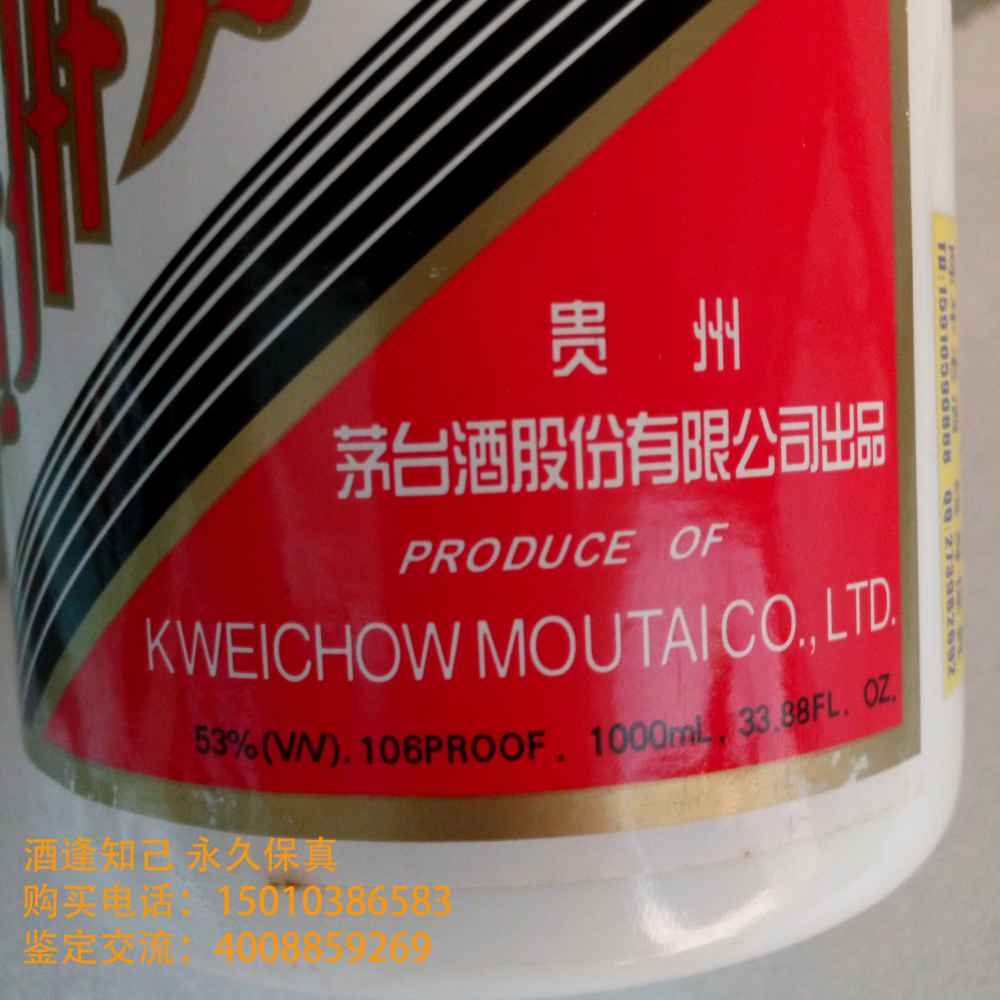 贵 州
茅台酒股份有限公司出品
PRODUCE OF
KWEICHOW MOUTAI CO., LTD.
53%(V/V). 106PROOF. 1000mL. 33.88FL. OZ.
酒逢知己 永久保真
购买电话：15010386583
鉴定交流：4008859269